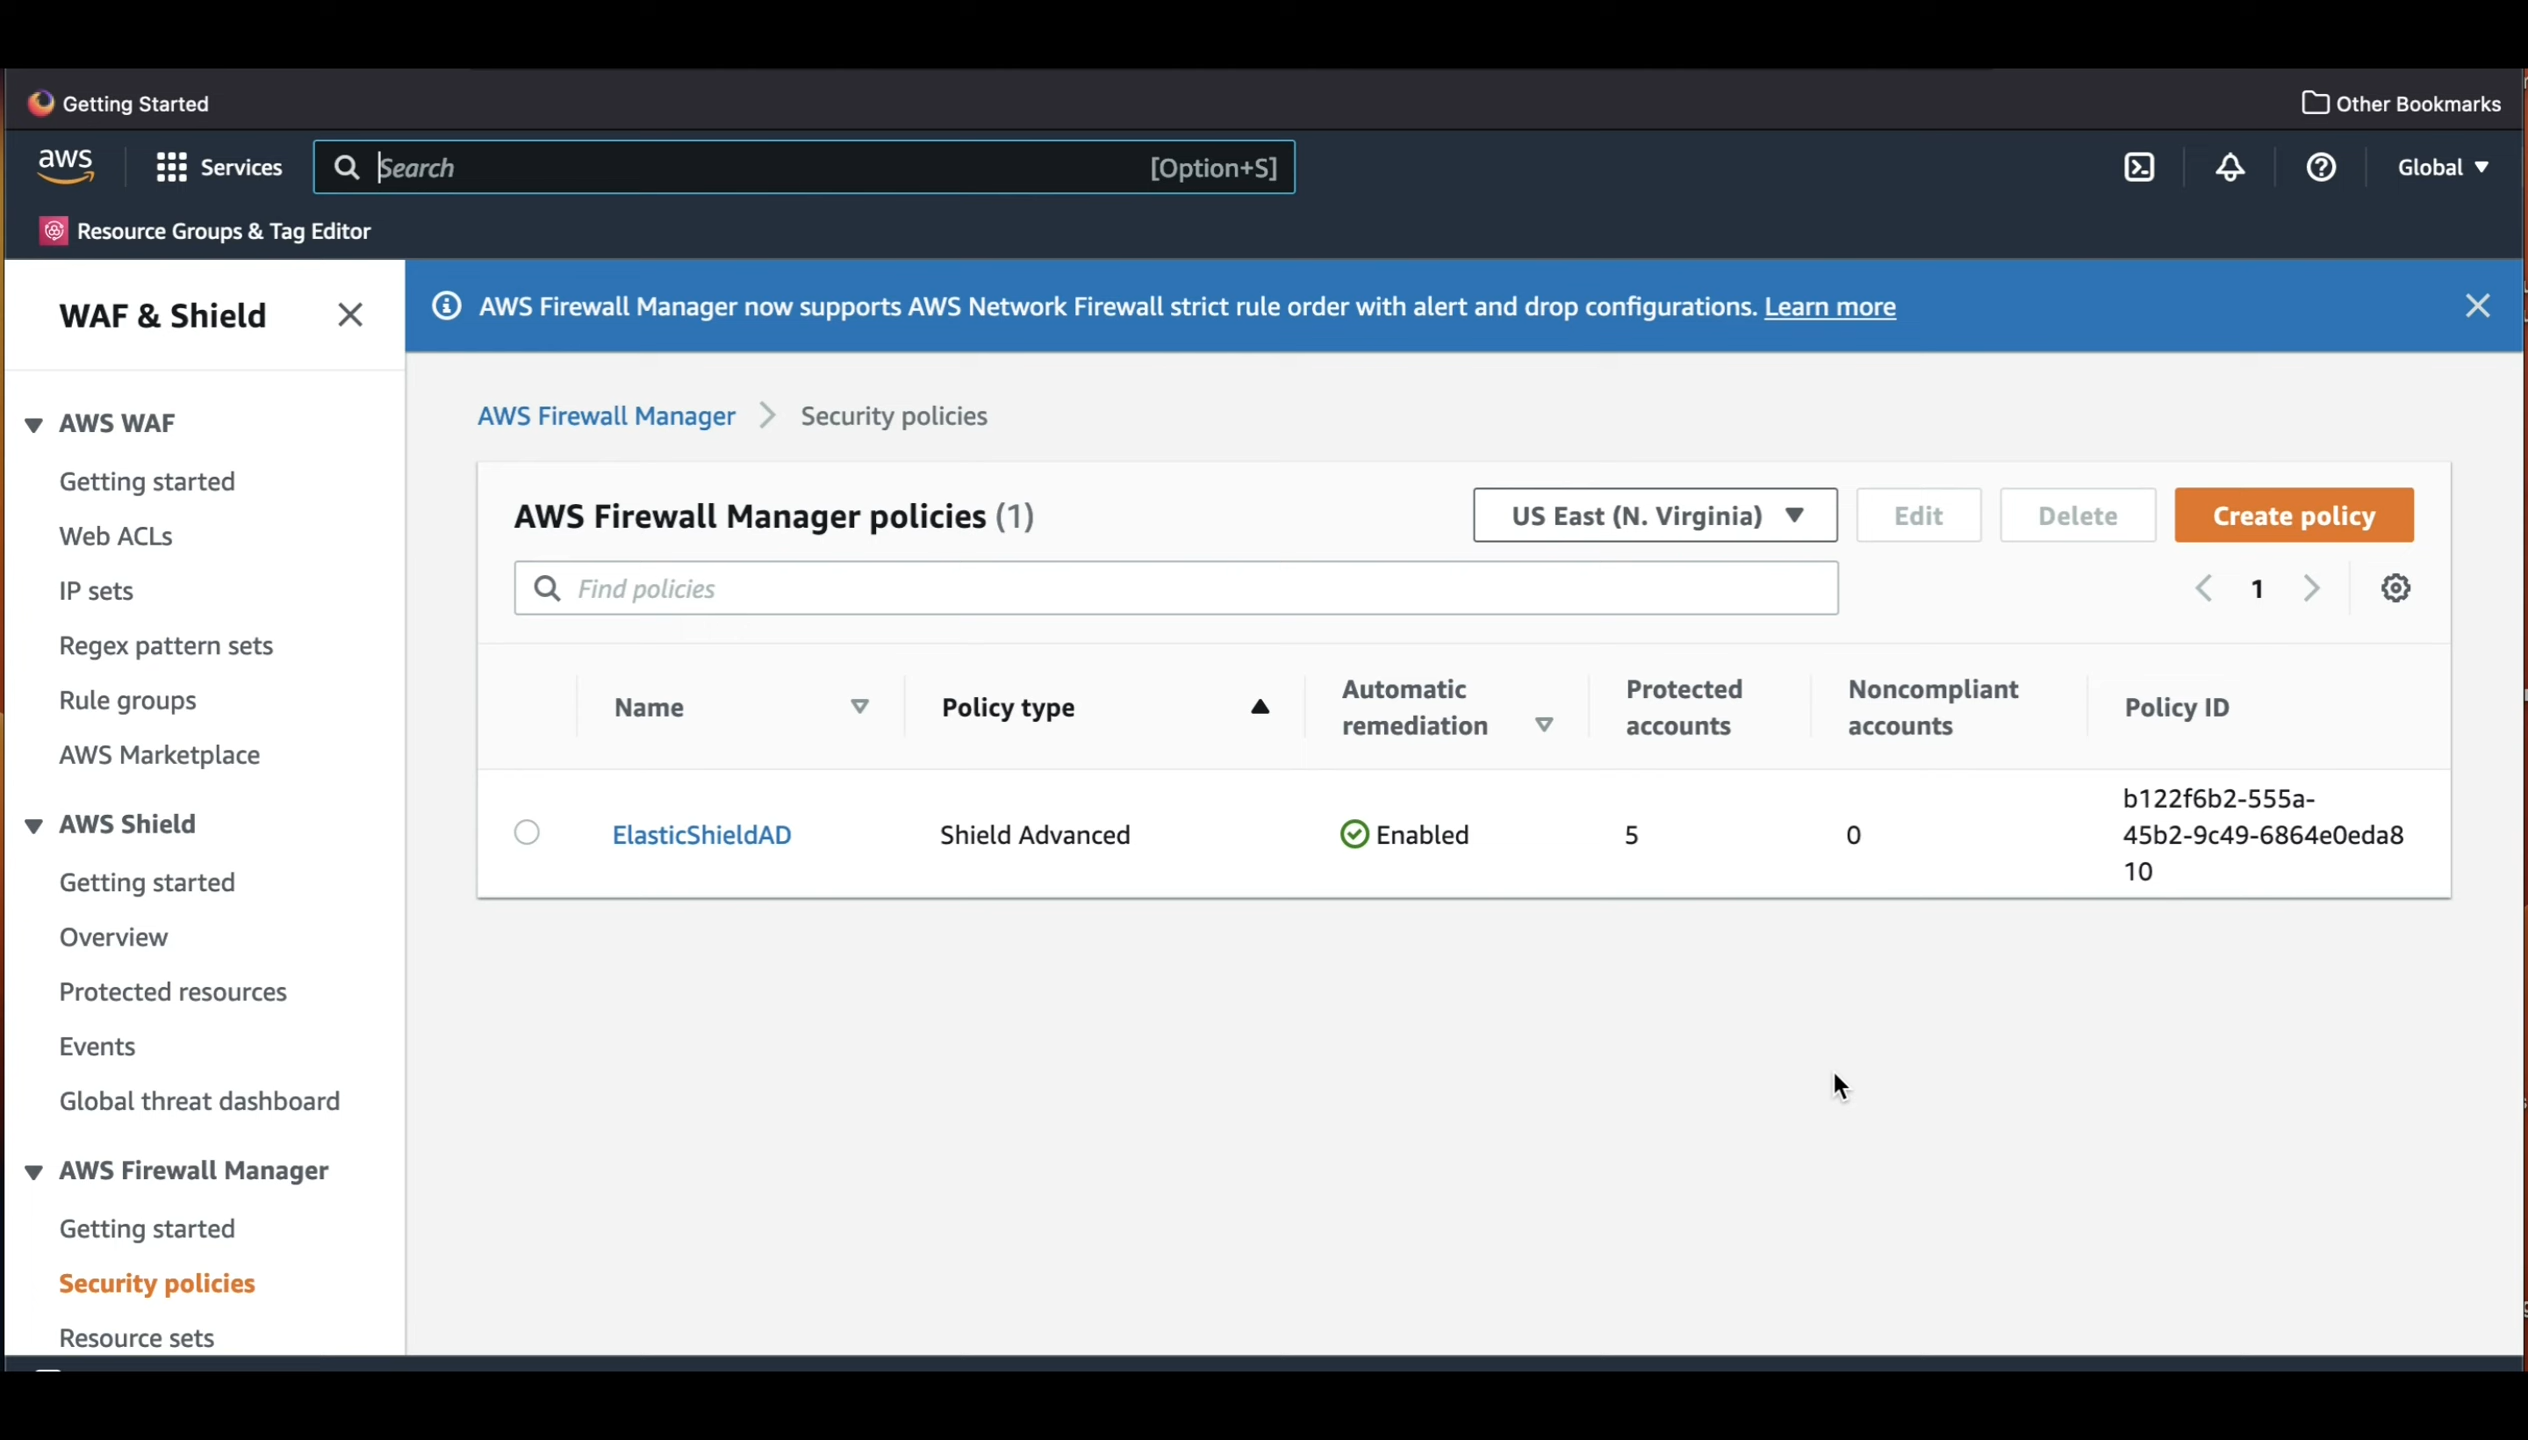 Getting Started
Other Bookmarks
aws
Services
Search
[Option+S]
Global
Resource Groups & Tag Editor
WAF & Shield
AWS WAF
Getting started
Web ACLs
IP sets
Regex pattern sets
Rule groups
AWS Marketplace
AWS Shield
Getting started
Overview
Protected resources
Events
Global threat dashboard
AWS Firewall Manager
Getting started
Security policies
Resource sets
AWS Firewall Manager now supports AWS Network Firewall strict rule order with alert and drop configurations. Learn more
AWS Firewall Manager
Security policies
AWS Firewall Manager policies (1)
US East (N. Virginia)
Edit
Delete
Create policy
Find policies
1
Name
Policy type
Automatic
remediation
Protected
accounts
Noncompliant
accounts
Policy ID
ElasticShieldAD
Shield Advanced
Enabled
5
0
b122f6b2-555a-
45b2-9c49-6864e0eda8
10